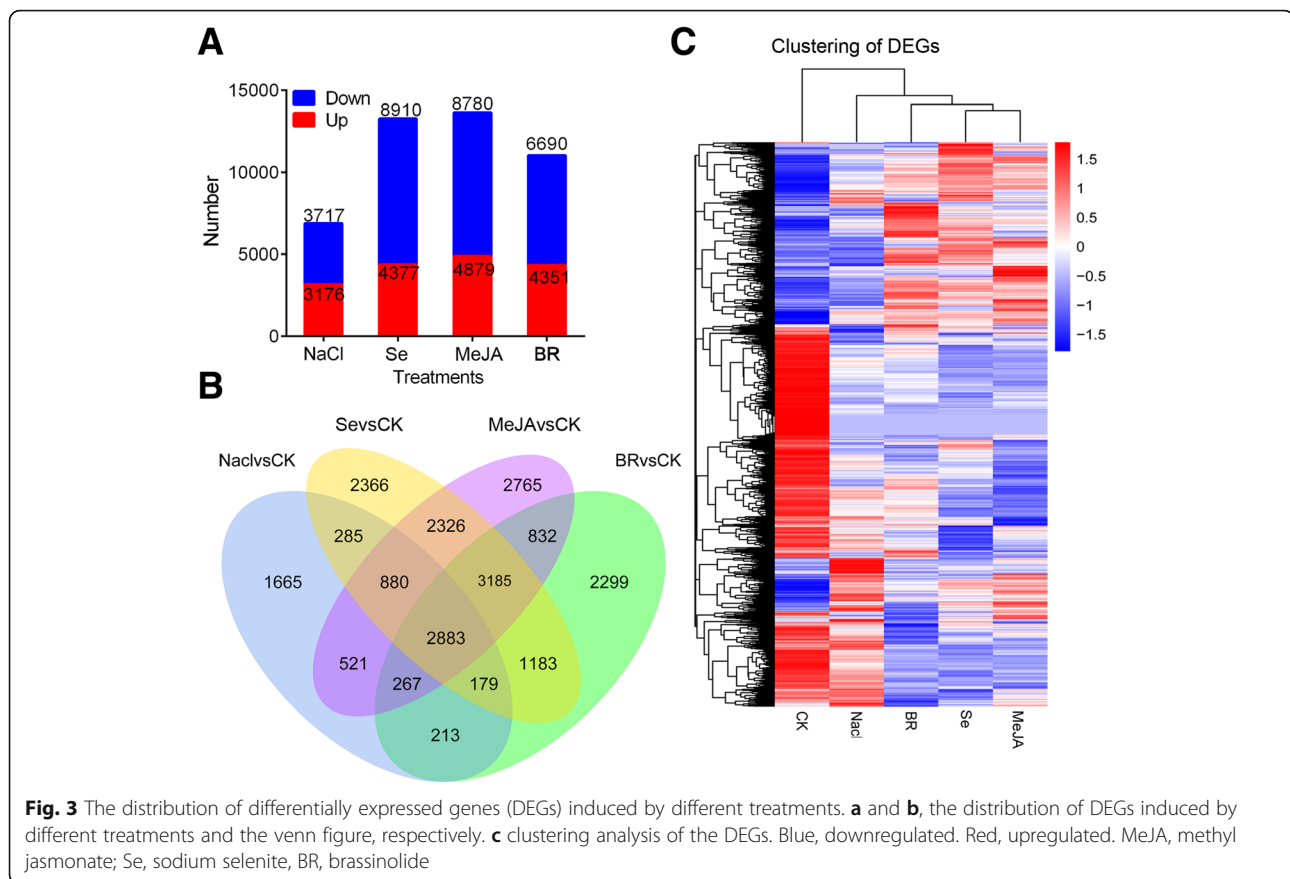 A
15000
10000
5000
0
Number
Down
Up
3717
3176
8910
4377
8780
4879
6690
4351
NaCl
Se
MeJA
BR
Treatments
B
NaclvsCK
SevsCK
MeJAvsCK
BRvsCK
2366
2765
285
2326
832
1665
880
3185
2299
2883
521
1183
267
179
213
C
Clustering of DEGs
1.5
1
0.5
0
−0.5
−1
−1.5
CK
Nacl
BR
Se
MeJA
Fig. 3 The distribution of differentially expressed genes (DEGs) induced by different treatments. a and b, the distribution of DEGs induced by
different treatments and the venn figure, respectively. c clustering analysis of the DEGs. Blue, downregulated. Red, upregulated. MeJA, methyl
jasmonate; Se, sodium selenite, BR, brassinolide